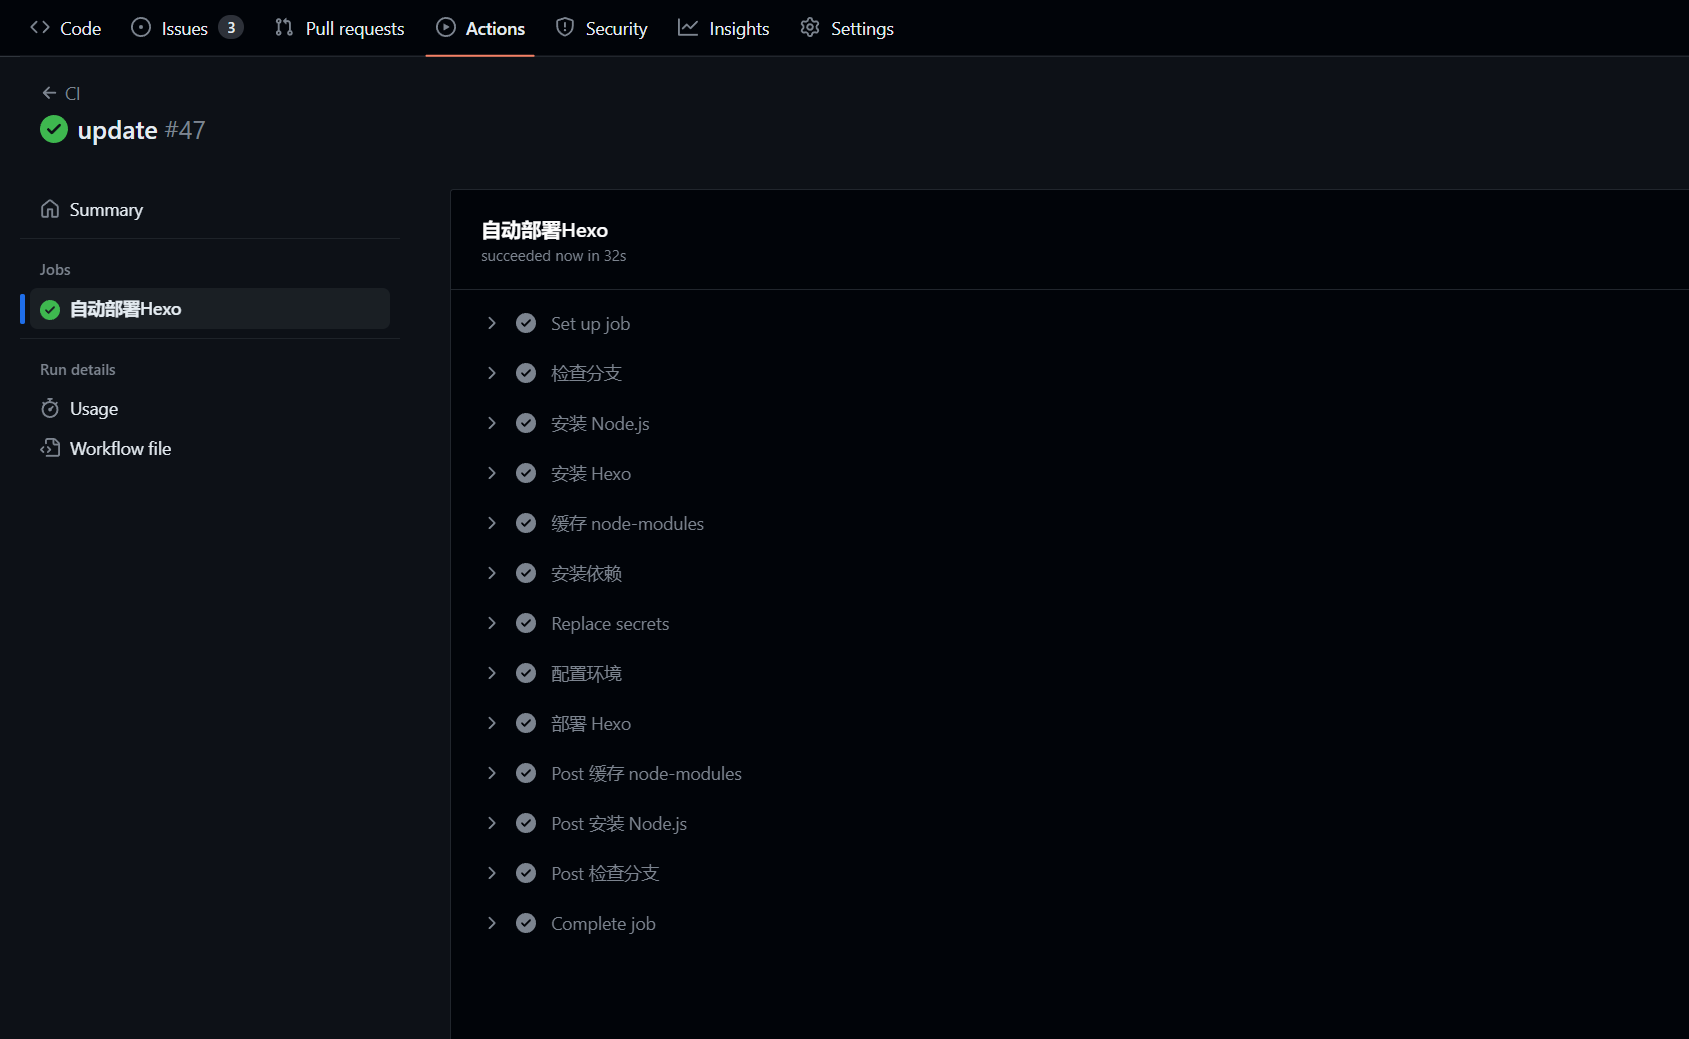 Code Issues 3 Pull requests Actions Security Insights Settings
CI
update #47
Summary
Jobs
自动部署Hexo
Run details
Usage
Workflow file
自动部署Hexo
succeeded now in 32s
Set up job
检查分支
安装 Node.js
安装 Hexo
缓存 node-modules
安装依赖
Replace secrets
配置环境
部署 Hexo
Post 缓存 node-modules
Post 安装 Node.js
Post 检查分支
Complete job